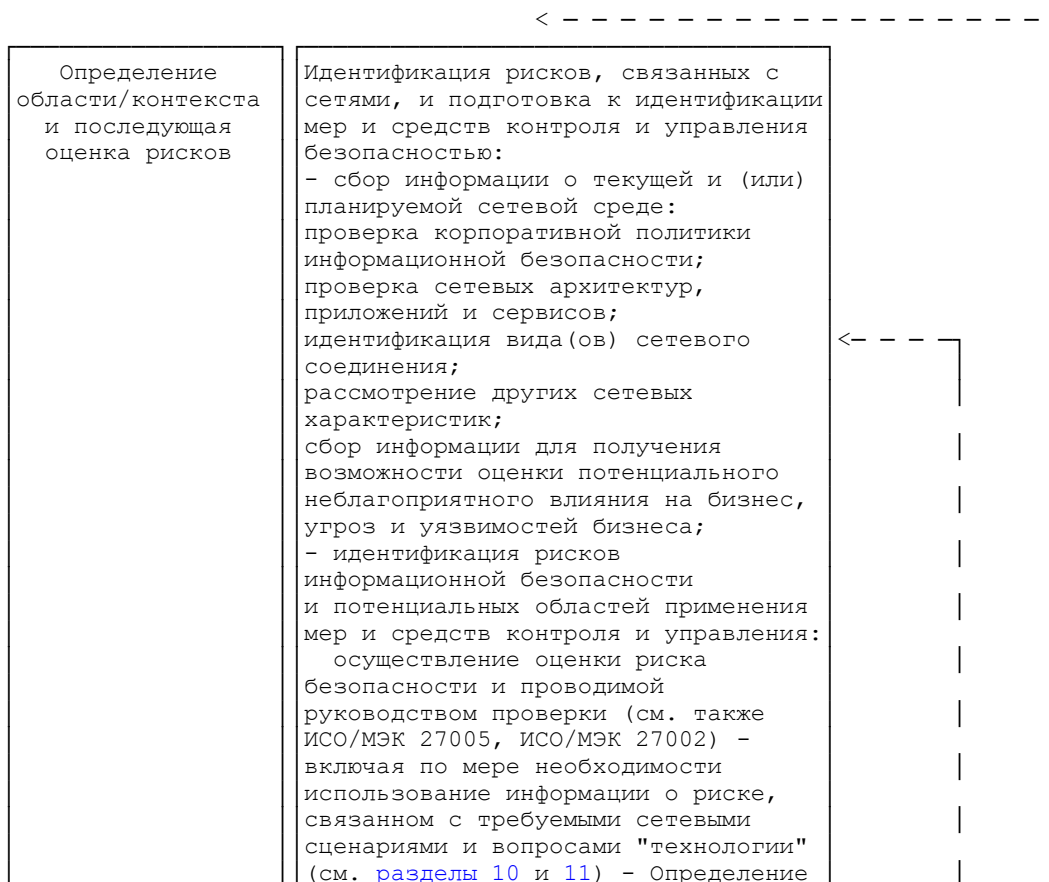 Определение
области/контекста
и последующая
оценка рисков
Идентификация рисков, связанных с
сетями, и подготовка к идентификации
мер и средств контроля и управления
безопасностью:
- сбор информации о текущей и (или)
планируемой сетевой среде:
проверка корпоративной политики
информационной безопасности;
проверка сетевых архитектур,
приложений и сервисов;
идентификация вида(ов) сетевого
соединения;
рассмотрение других сетевых
характеристик;
сбор информации для получения
возможности оценки потенциального
неблагоприятного влияния на бизнес,
угроз и уязвимостей бизнеса;
- идентификация рисков
информационной безопасности
и потенциальных областей применения
мер и средств контроля и управления:
осуществление оценки риска
безопасности и проводимой
руководством проверки (см. также
ИСО/МЭК 27005, ИСО/МЭК 27002) -
включая по мере необходимости
использование информации о риске,
связанном с требуемыми сетевыми
сценариями и вопросами "технологии"
(см. разделы 10 и 11) - Определение